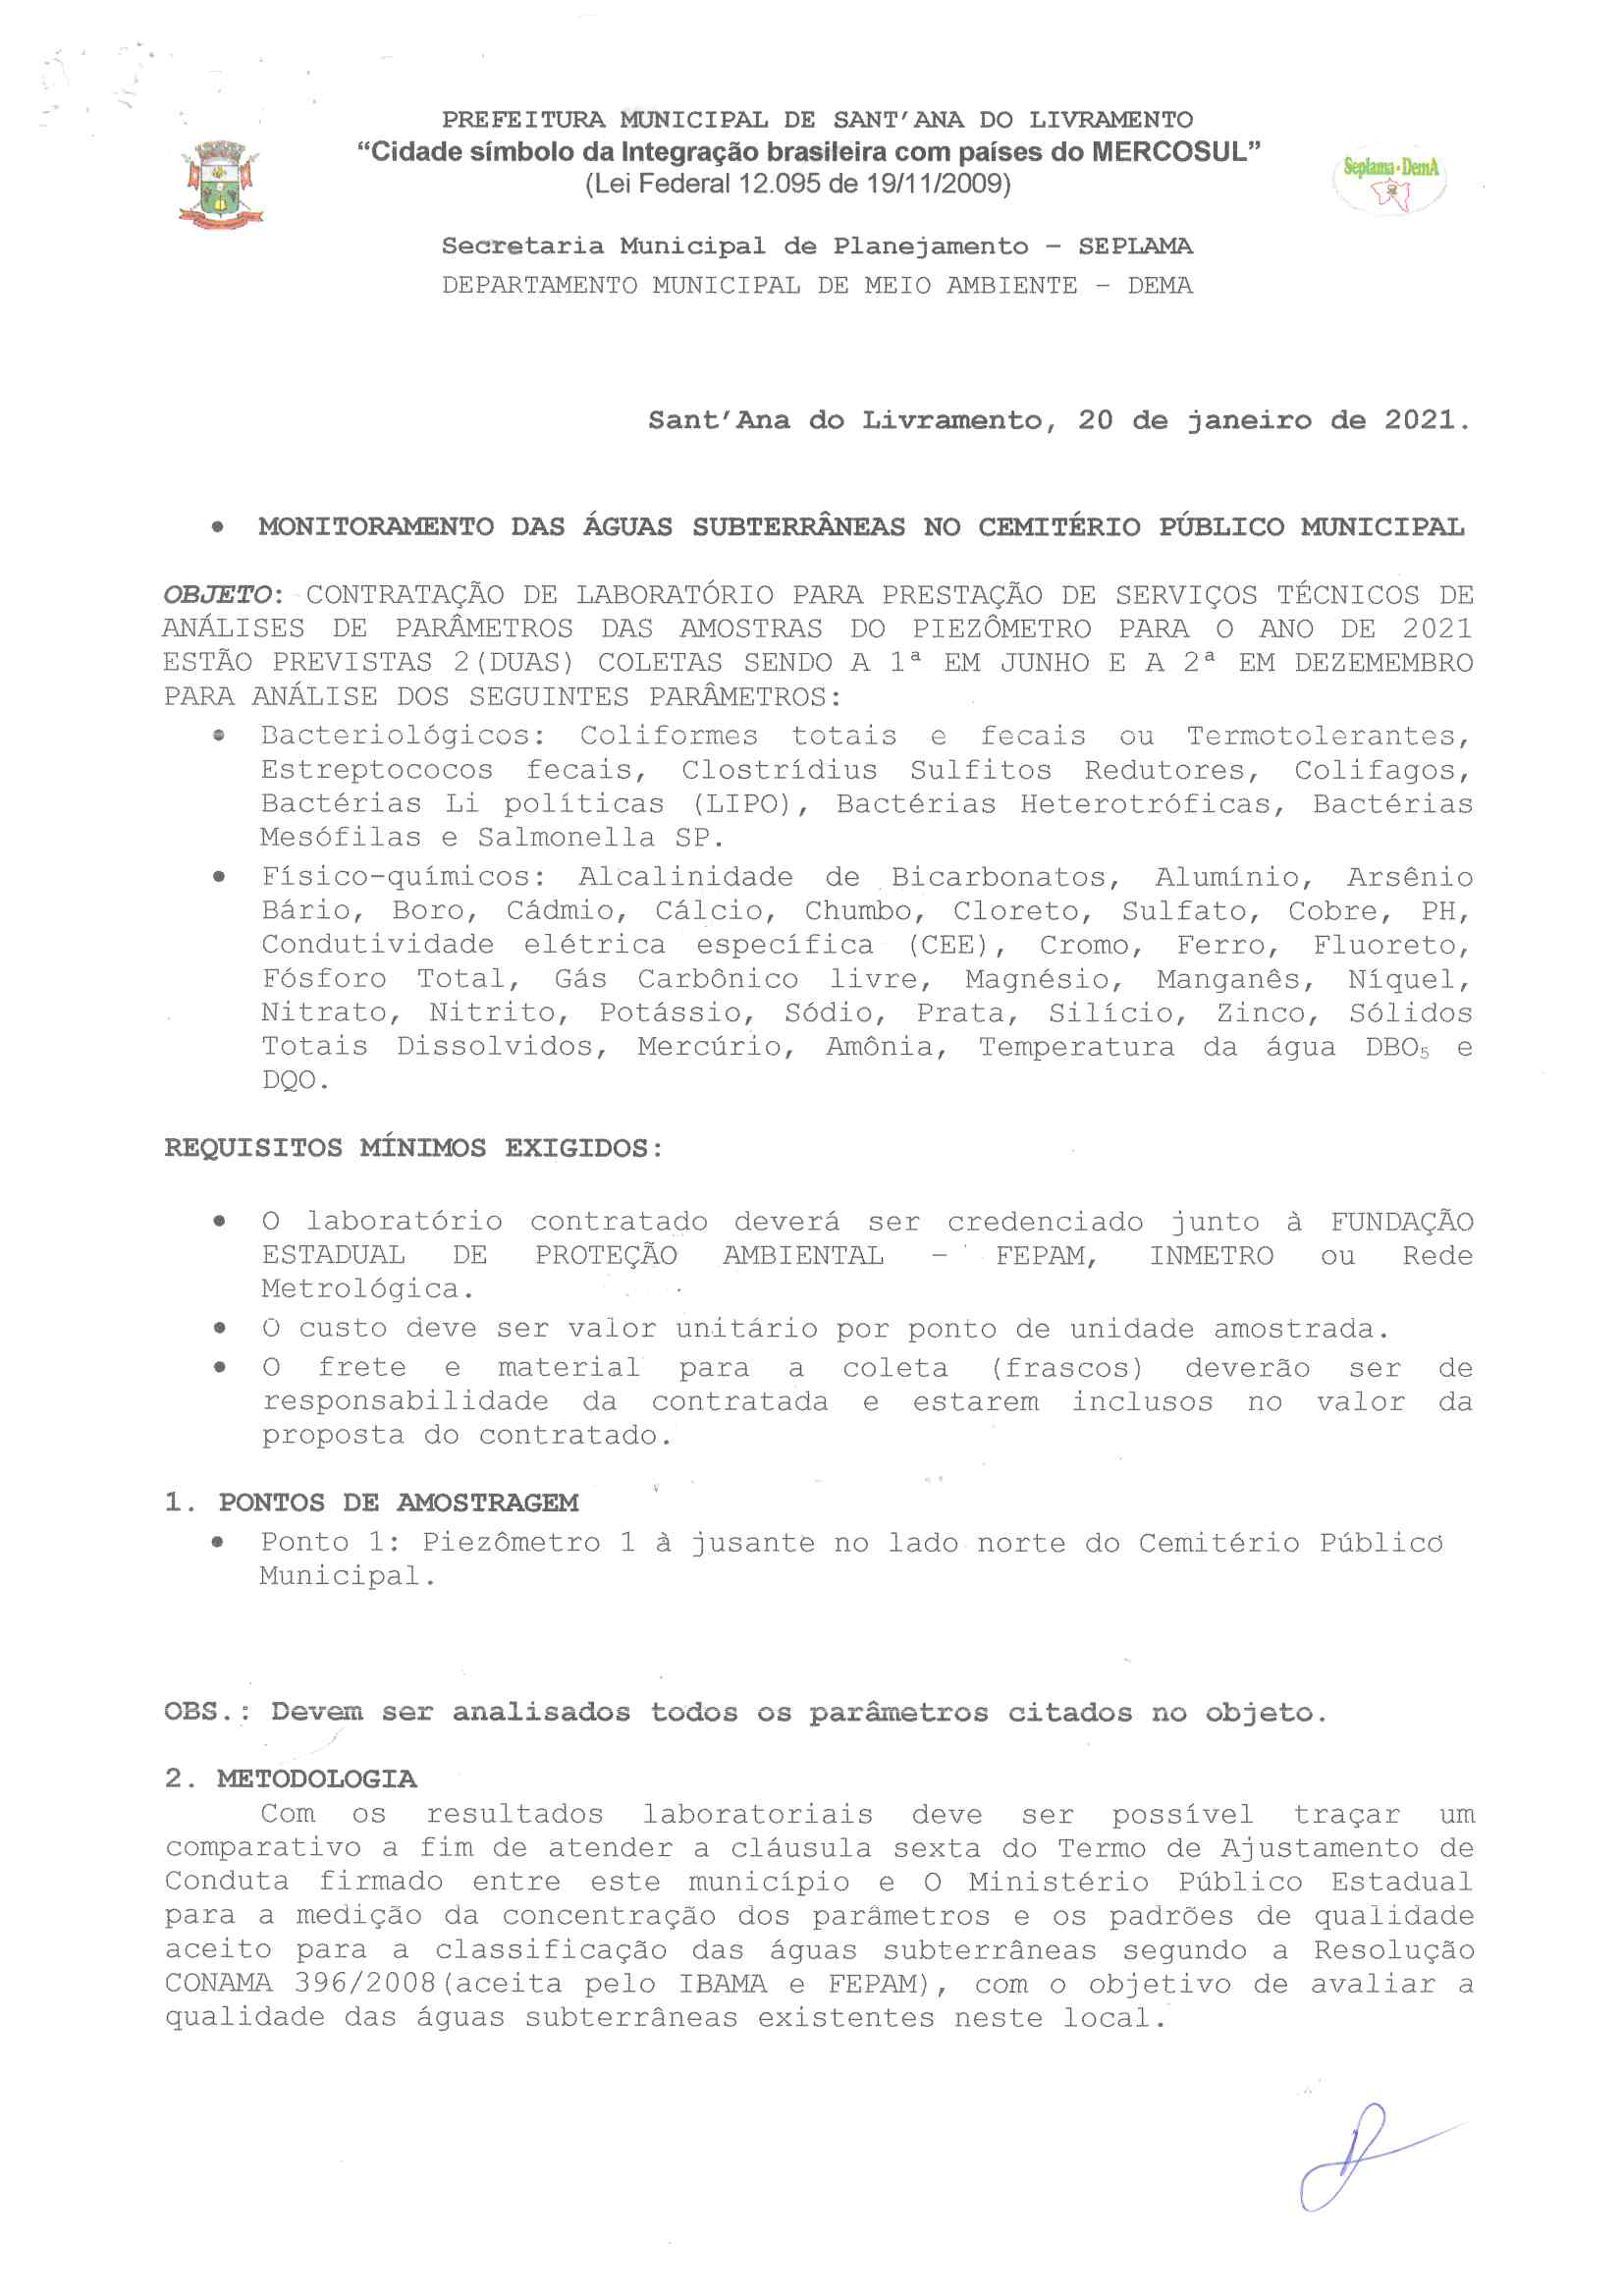 PREFEITURA MUNICIPAL DE SANT'ANA DO LIVRAMENTO
“Cidade símbolo da Integração brasileira com países do MERCOSUL”
(Lei Federal 12.095 de 19/11/2009)
Seplama·DemA
Secretaria Municipal de Planejamento – SEPLAMA
DEPARTAMENTO MUNICIPAL DE MEIO AMBIENTE – DEMA
Sant'Ana do Livramento, 20 de janeiro de 2021.
• MONITORAMENTO DAS ÁGUAS SUBTERRÂNEAS NO CEMITÉRIO PÚBLICO MUNICIPAL
OBJETO: CONTRATAÇÃO DE LABORATÓRIO PARA PRESTAÇÃO DE SERVIÇOS TÉCNICOS DE
ANÁLISES DE PARÂMETROS DAS AMOSTRAS DO PIEZÔMETRO PARA O ANO DE 2021
ESTÃO PREVISTAS 2(DUAS) COLETAS SENDO A 1ª EM JUNHO E A 2ª EM DEZEMEMBRO
PARA ANÁLISE DOS SEGUINTES PARÂMETROS:
• Bacteriológicos: Coliformes totais e fecais ou Termotolerantes,
Estreptococos fecais, Clostrídius Sulfitos Redutores, Colifagos,
Bactérias Li políticas (LIPO), Bactérias Heterotróficas, Bactérias
Mesófilas e Salmonella SP.
• Físico-químicos: Alcalinidade de Bicarbonatos, Alumínio, Arsênio
Bário, Boro, Cádmio, Cálcio, Chumbo, Cloreto, Sulfato, Cobre, PH,
Condutividade elétrica específica (CEE), Cromo, Ferro, Fluoreto,
Fósforo Total, Gás Carbônico livre, Magnésio, Manganês, Níquel,
Nitrato, Nitrito, Potássio, Sódio, Prata, Silício, Zinco, Sólidos
Totais Dissolvidos, Mercúrio, Amônia, Temperatura da água DBO₅ e
DQO.
REQUISITOS MÍNIMOS EXIGIDOS:
• O laboratório contratado deverá ser credenciado junto à FUNDAÇÃO
ESTADUAL DE PROTEÇÃO AMBIENTAL – FEPAM, INMETRO ou Rede
Metrológica.
• O custo deve ser valor unitário por ponto de unidade amostrada.
• O frete e material para a coleta (frascos) deverão ser de
responsabilidade da contratada e estarem inclusos no valor da
proposta do contratado.
1. PONTOS DE AMOSTRAGEM
• Ponto 1: Piezômetro 1 à jusante no lado norte do Cemitério Público
Municipal.
OBS.: Devem ser analisados todos os parâmetros citados no objeto.
2. METODOLOGIA
Com os resultados laboratoriais deve ser possível traçar um
comparativo a fim de atender a cláusula sexta do Termo de Ajustamento de
Conduta firmado entre este município e O Ministério Público Estadual
para a medição da concentração dos parâmetros e os padrões de qualidade
aceito para a classificação das águas subterrâneas segundo a Resolução
CONAMA 396/2008(aceita pelo IBAMA e FEPAM), com o objetivo de avaliar a
qualidade das águas subterrâneas existentes neste local.